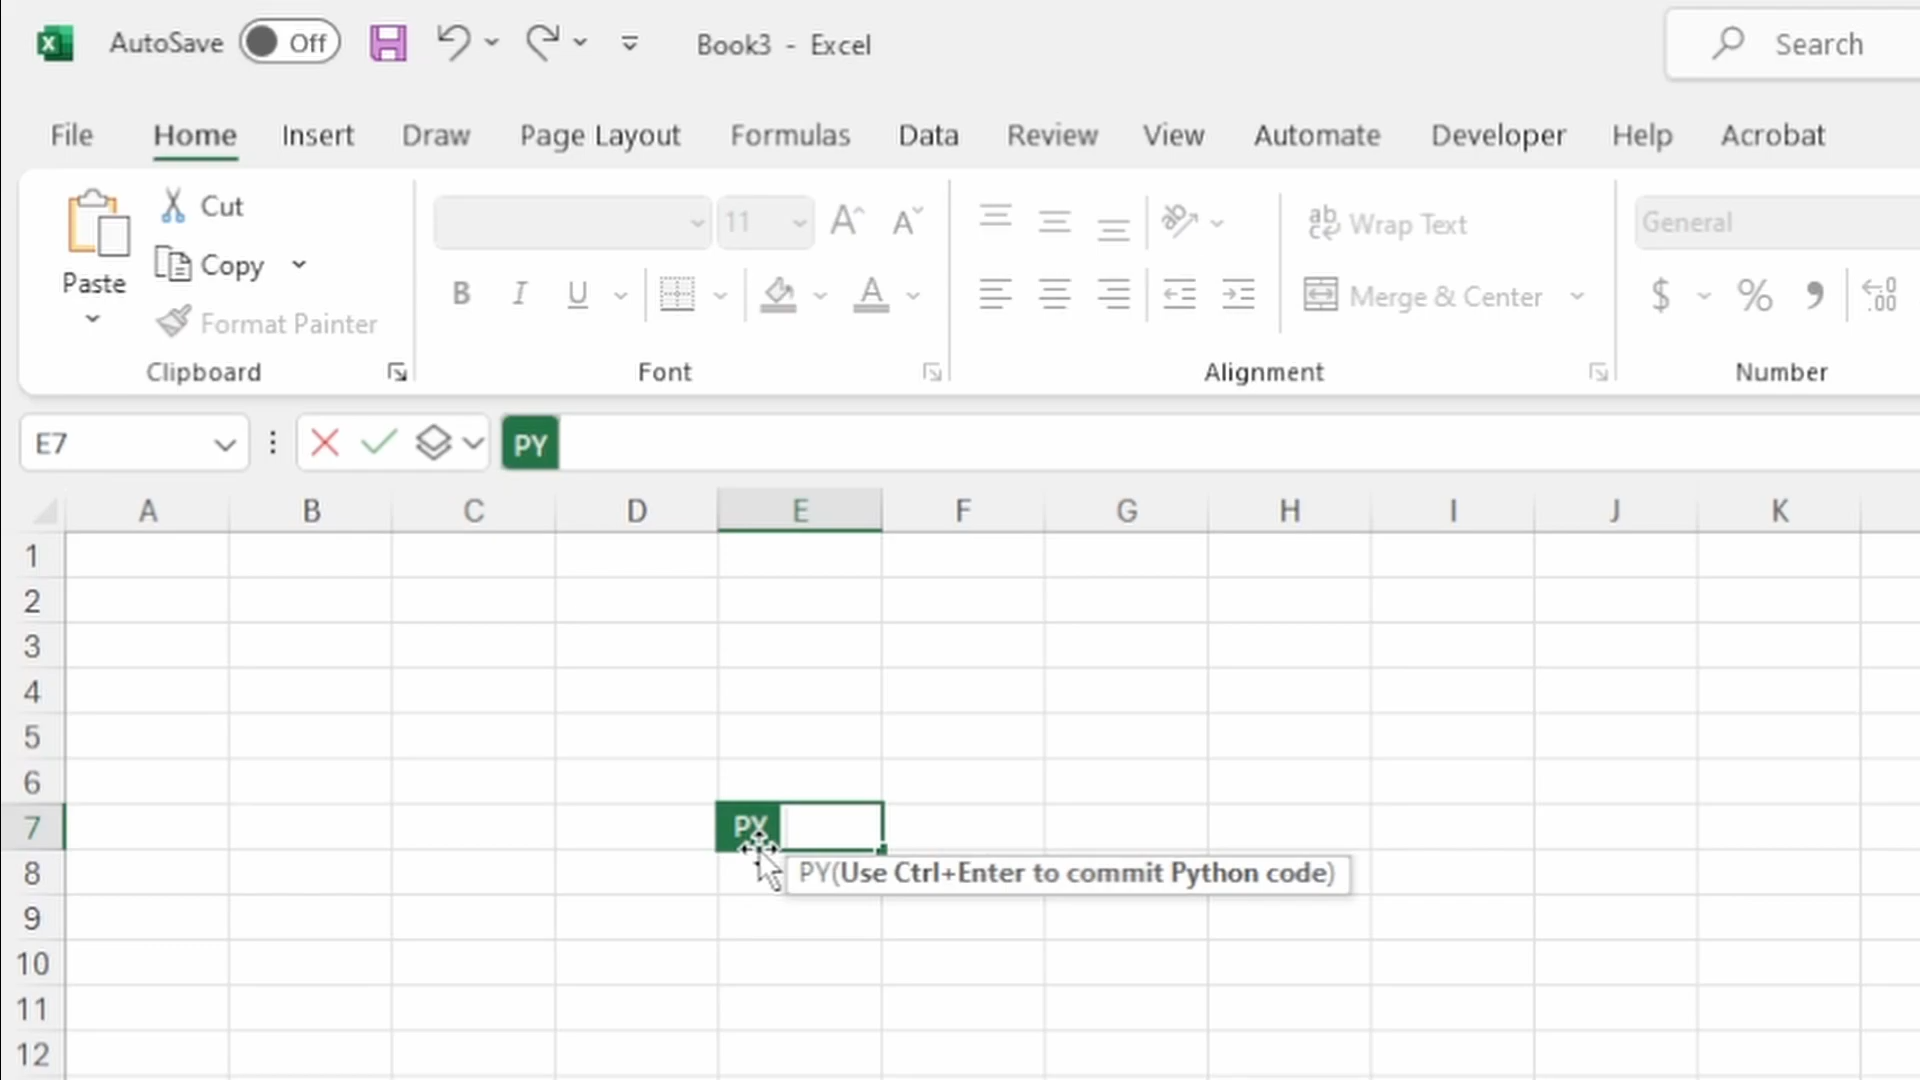 AutoSave Off Book3 - Excel Search
File Home Insert Draw Page Layout Formulas Data Review View Automate Developer Help Acrobat
Paste
Cut
Copy
Format Painter
Clipboard
11
B I U A
Font
Wrap Text
Merge & Center
Alignment
General
$ % 9 .00
Number
E7 PY
A B C D E F G H I J K
1
2
3
4
5
6
7 PY
8 PY(Use Ctrl+Enter to commit Python code)
9
10
11
12